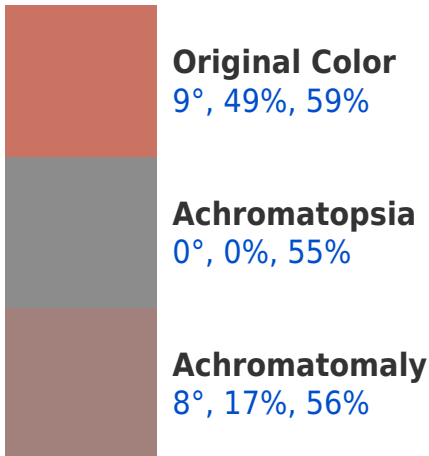 Original Color
9°, 49%, 59%
Achromatopsia
0°, 0%, 55%
Achromatomaly
8°, 17%, 56%